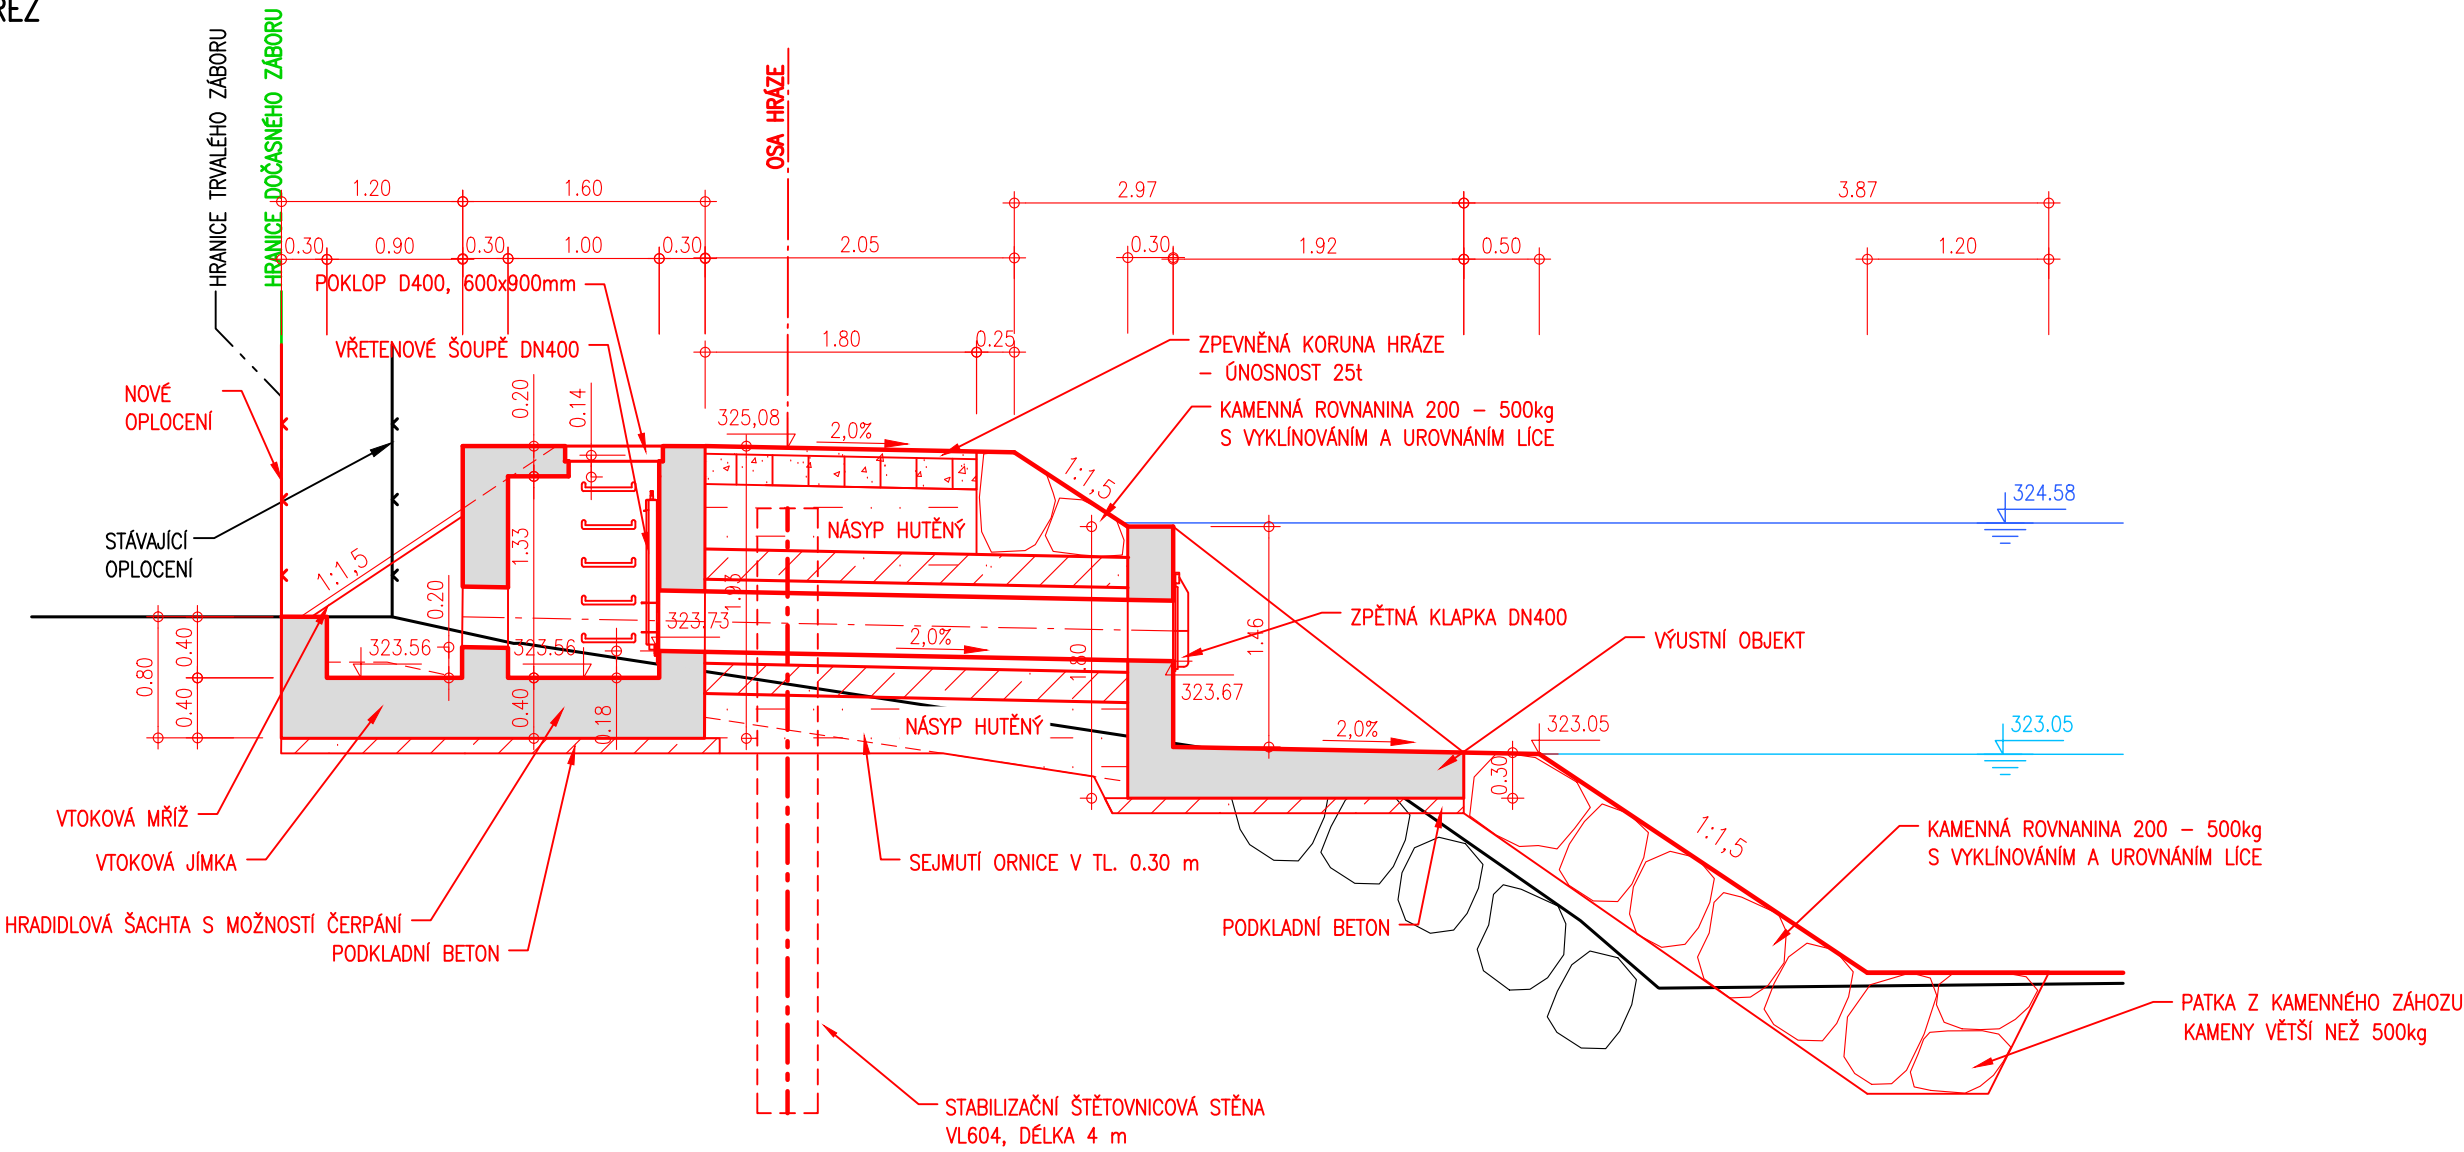 ŘEZ
HRANICE TRVALÉHO ZÁBORU
HRANICE DOČASNÉHO ZÁBORU
OSA HRÁZE
1.20
1.60
2.97
3.87
0.30
0.90
0.30
1.00
0.30
2.05
0.30
1.92
0.50
1.20
POKLOP D400, 600x900mm
VŘETENOVÉ ŠOUPĚ DN400
1.80
0.25
ZPEVNĚNÁ KORUNA HRÁZE
– ÚNOSNOST 25t
NOVÉ
OPLOCENÍ
0.20
0.14
325,08
2,0%
KAMENNÁ ROVNANINA 200 – 500kg
S VYKLÍNOVÁNÍM A UROVNÁNÍM LÍCE
1:1,5
324.58
STÁVAJÍCÍ
OPLOCENÍ
1:1,5
1.33
NÁSYP HUTĚNÝ
0.20
1.93
323.73
2,0%
1.80
1.46
ZPĚTNÁ KLAPKA DN400
VÝUSTNÍ OBJEKT
0.80
0.40
0.40
323.56
323.56
0.40
0.18
323.67
NÁSYP HUTĚNÝ
2,0%
323.05
323.05
0.30
VTOKOVÁ MŘÍŽ
VTOKOVÁ JÍMKA
SEJMUTÍ ORNICE V TL. 0.30 m
1:1,5
KAMENNÁ ROVNANINA 200 – 500kg
S VYKLÍNOVÁNÍM A UROVNÁNÍM LÍCE
HRADIDLOVÁ ŠACHTA S MOŽNOSTÍ ČERPÁNÍ
PODKLADNÍ BETON
PODKLADNÍ BETON
PATKA Z KAMENNÉHO ZÁHOZU
KAMENY VĚTŠÍ NEŽ 500kg
STABILIZAČNÍ ŠTĚTOVNICOVÁ STĚNA
VL604, DÉLKA 4 m